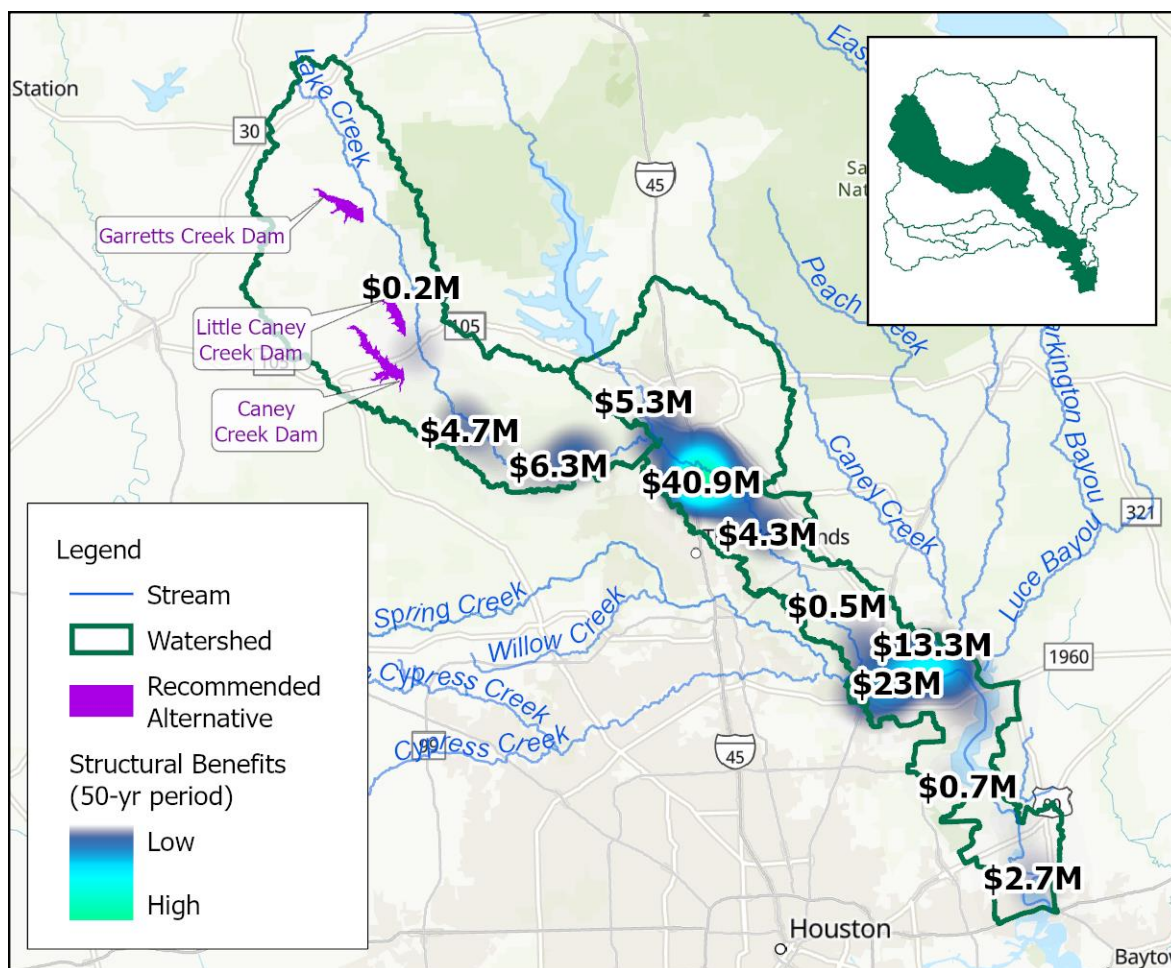 Station
30
Lake Creek
45
105
Garretts Creek Dam
$0.2M
Little Caney
Creek Dam
Caney
Creek Dam
$4.7M
$6.3M
$5.3M
$40.9M
$4.3M
$0.5M
$13.3M
$23M
$0.7M
$2.7M
Peach Creek
Caney Creek
Luce Bayou
321
1960
Spring Creek
Willow Creek
Cypress Creek
Cypress Creek
99
45
Houston
Legend
Stream
Watershed
Recommended
Alternative
Structural Benefits
(50-yr period)
Low
High